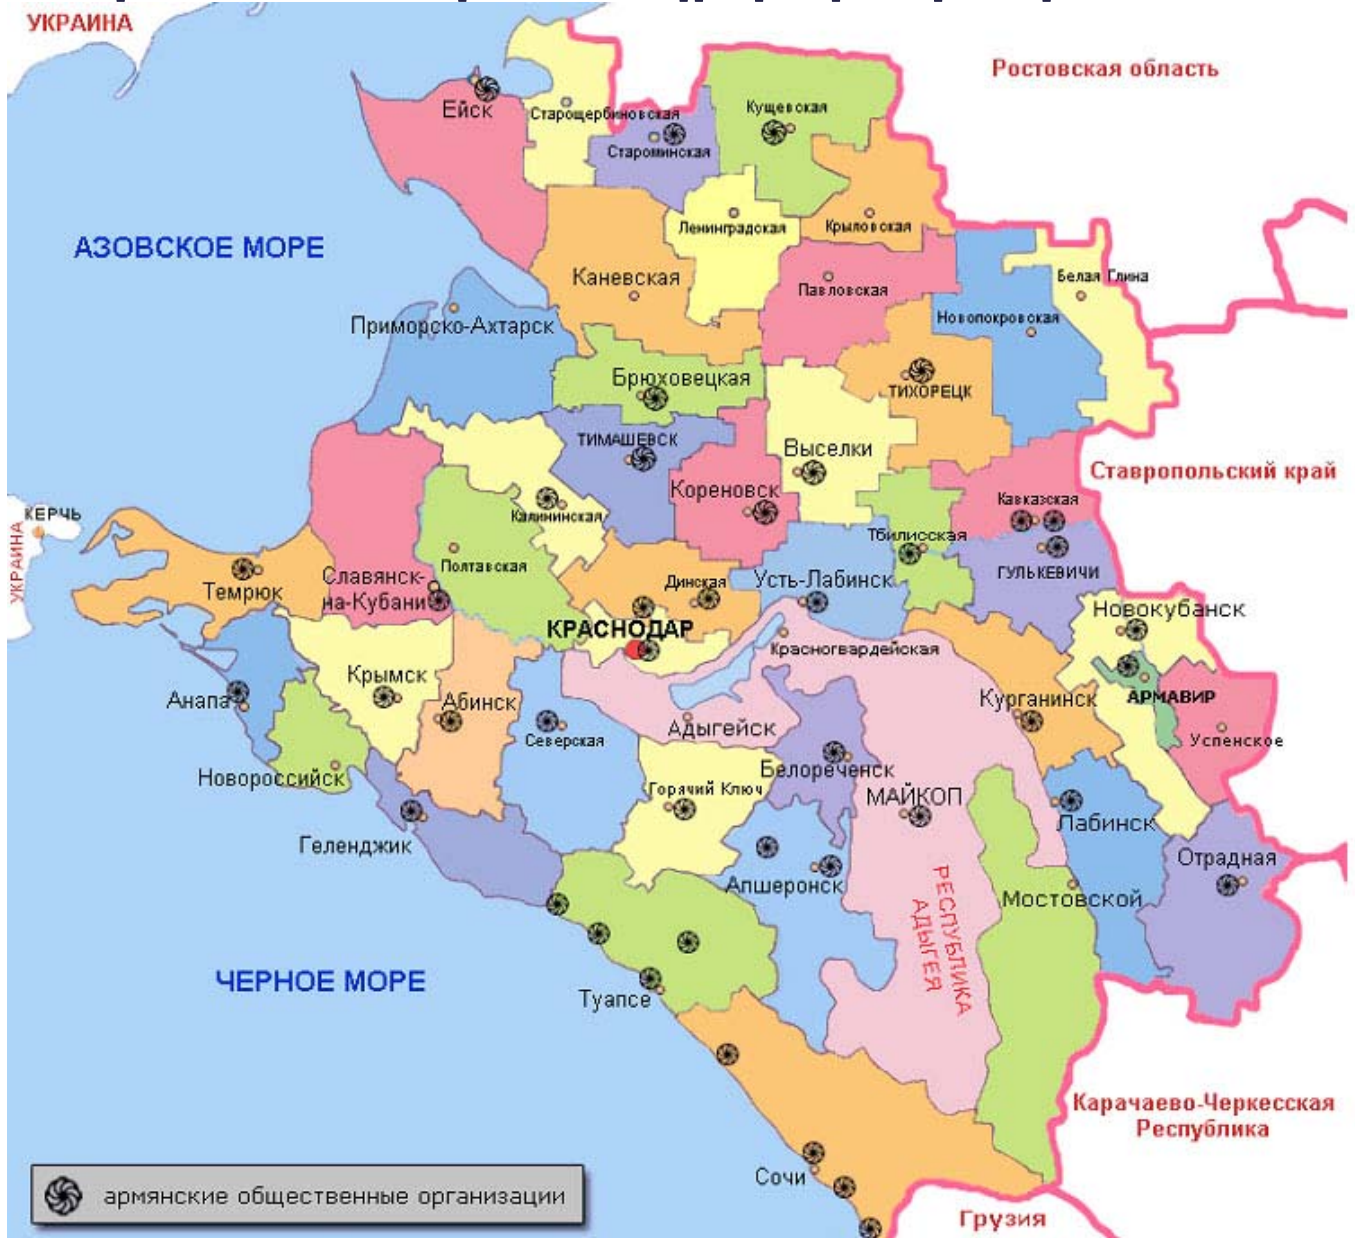 УКРАИНА
Ростовская область
Ейск
Старощербиновская
Кущевская
Староминская
АЗОВСКОЕ МОРЕ
Ленинградская
Крыловская
Каневская
Павловская
Белая Глина
Приморско-Ахтарск
Новопокровская
Брюховецкая
ТИХОРЕЦК
ТИМАШЕВСК
Выселки
Ставропольский край
Кореновск
Кавказская
КЕРЧЬ
УКРАИНА
Калининская
Тбилисская
Полтавская
ГУЛЬКЕВИЧИ
Темрюк
Славянск-
на-Кубани
Динская
Усть-Лабинск
Новокубанск
КРАСНОДАР
Красногвардейская
Крымск
Анапа
Абинск
Адыгейск
Курганинск
АРМАВИР
Северская
Успенское
Новороссийск
Белореченск
Горячий Ключ
МАЙКОП
Лабинск
Геленджик
Апшеронск
Отрадная
Мостовской
РЕСПУБЛИКА
АДЫГЕЯ
ЧЕРНОЕ МОРЕ
Туапсе
Карачаево-Черкесская
Республика
Сочи
армянские общественные организации
Грузия